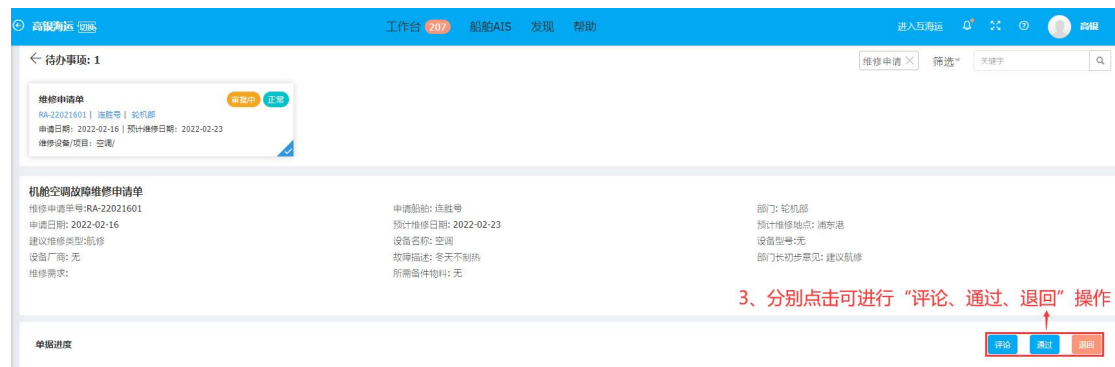 高银海运 切换 工作台 207 船舶AIS 发现 帮助 进入互海运 高银
待办事项: 1 维修申请 筛选 关键字
维修申请单 审批中 正常
RA-22021601 | 连胜号 | 轮机部
申请日期: 2022-02-16 | 预计维修日期: 2022-02-23
维修设备/项目: 空调/
机舱空调故障维修申请单
维修申请单号:RA-22021601 申请船舶: 连胜号 部门: 轮机部
申请日期: 2022-02-16 预计维修日期: 2022-02-23 预计维修地点: 浦东港
建议维修类型:航修 设备名称: 空调 设备型号:无
设备厂商: 无 故障描述: 冬天不制热 部门长初步意见: 建议航修
维修需求: 所需备件物料: 无
3、分别点击可进行“评论、通过、退回”操作
单据进度 评论 通过 退回